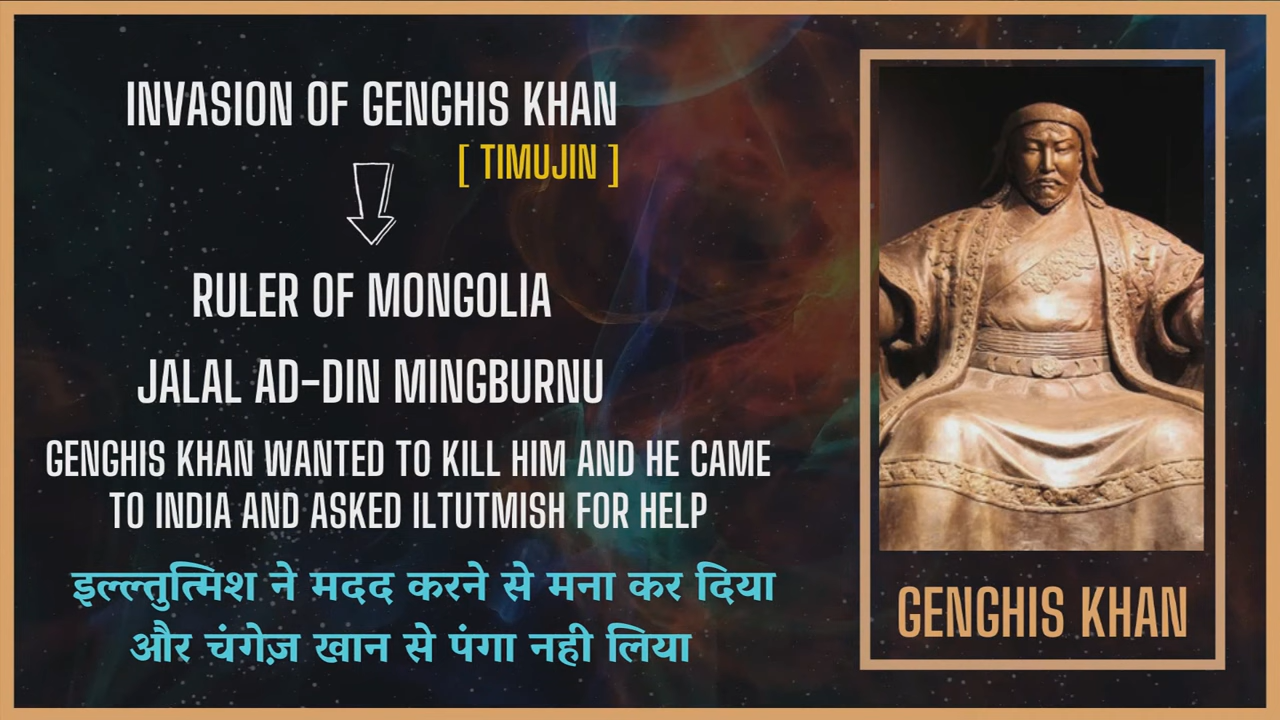 INVASION OF GENGHIS KHAN
[ TIMUJIN ]
RULER OF MONGOLIA
JALAL AD-DIN MINGBURNU
GENGHIS KHAN WANTED TO KILL HIM AND HE CAME
TO INDIA AND ASKED ILTUTMISH FOR HELP
इल्ल्तुत्मिश ने मदद करने से मना कर दिया
और चंगेज़ खान से पंगा नही लिया
GENGHIS KHAN